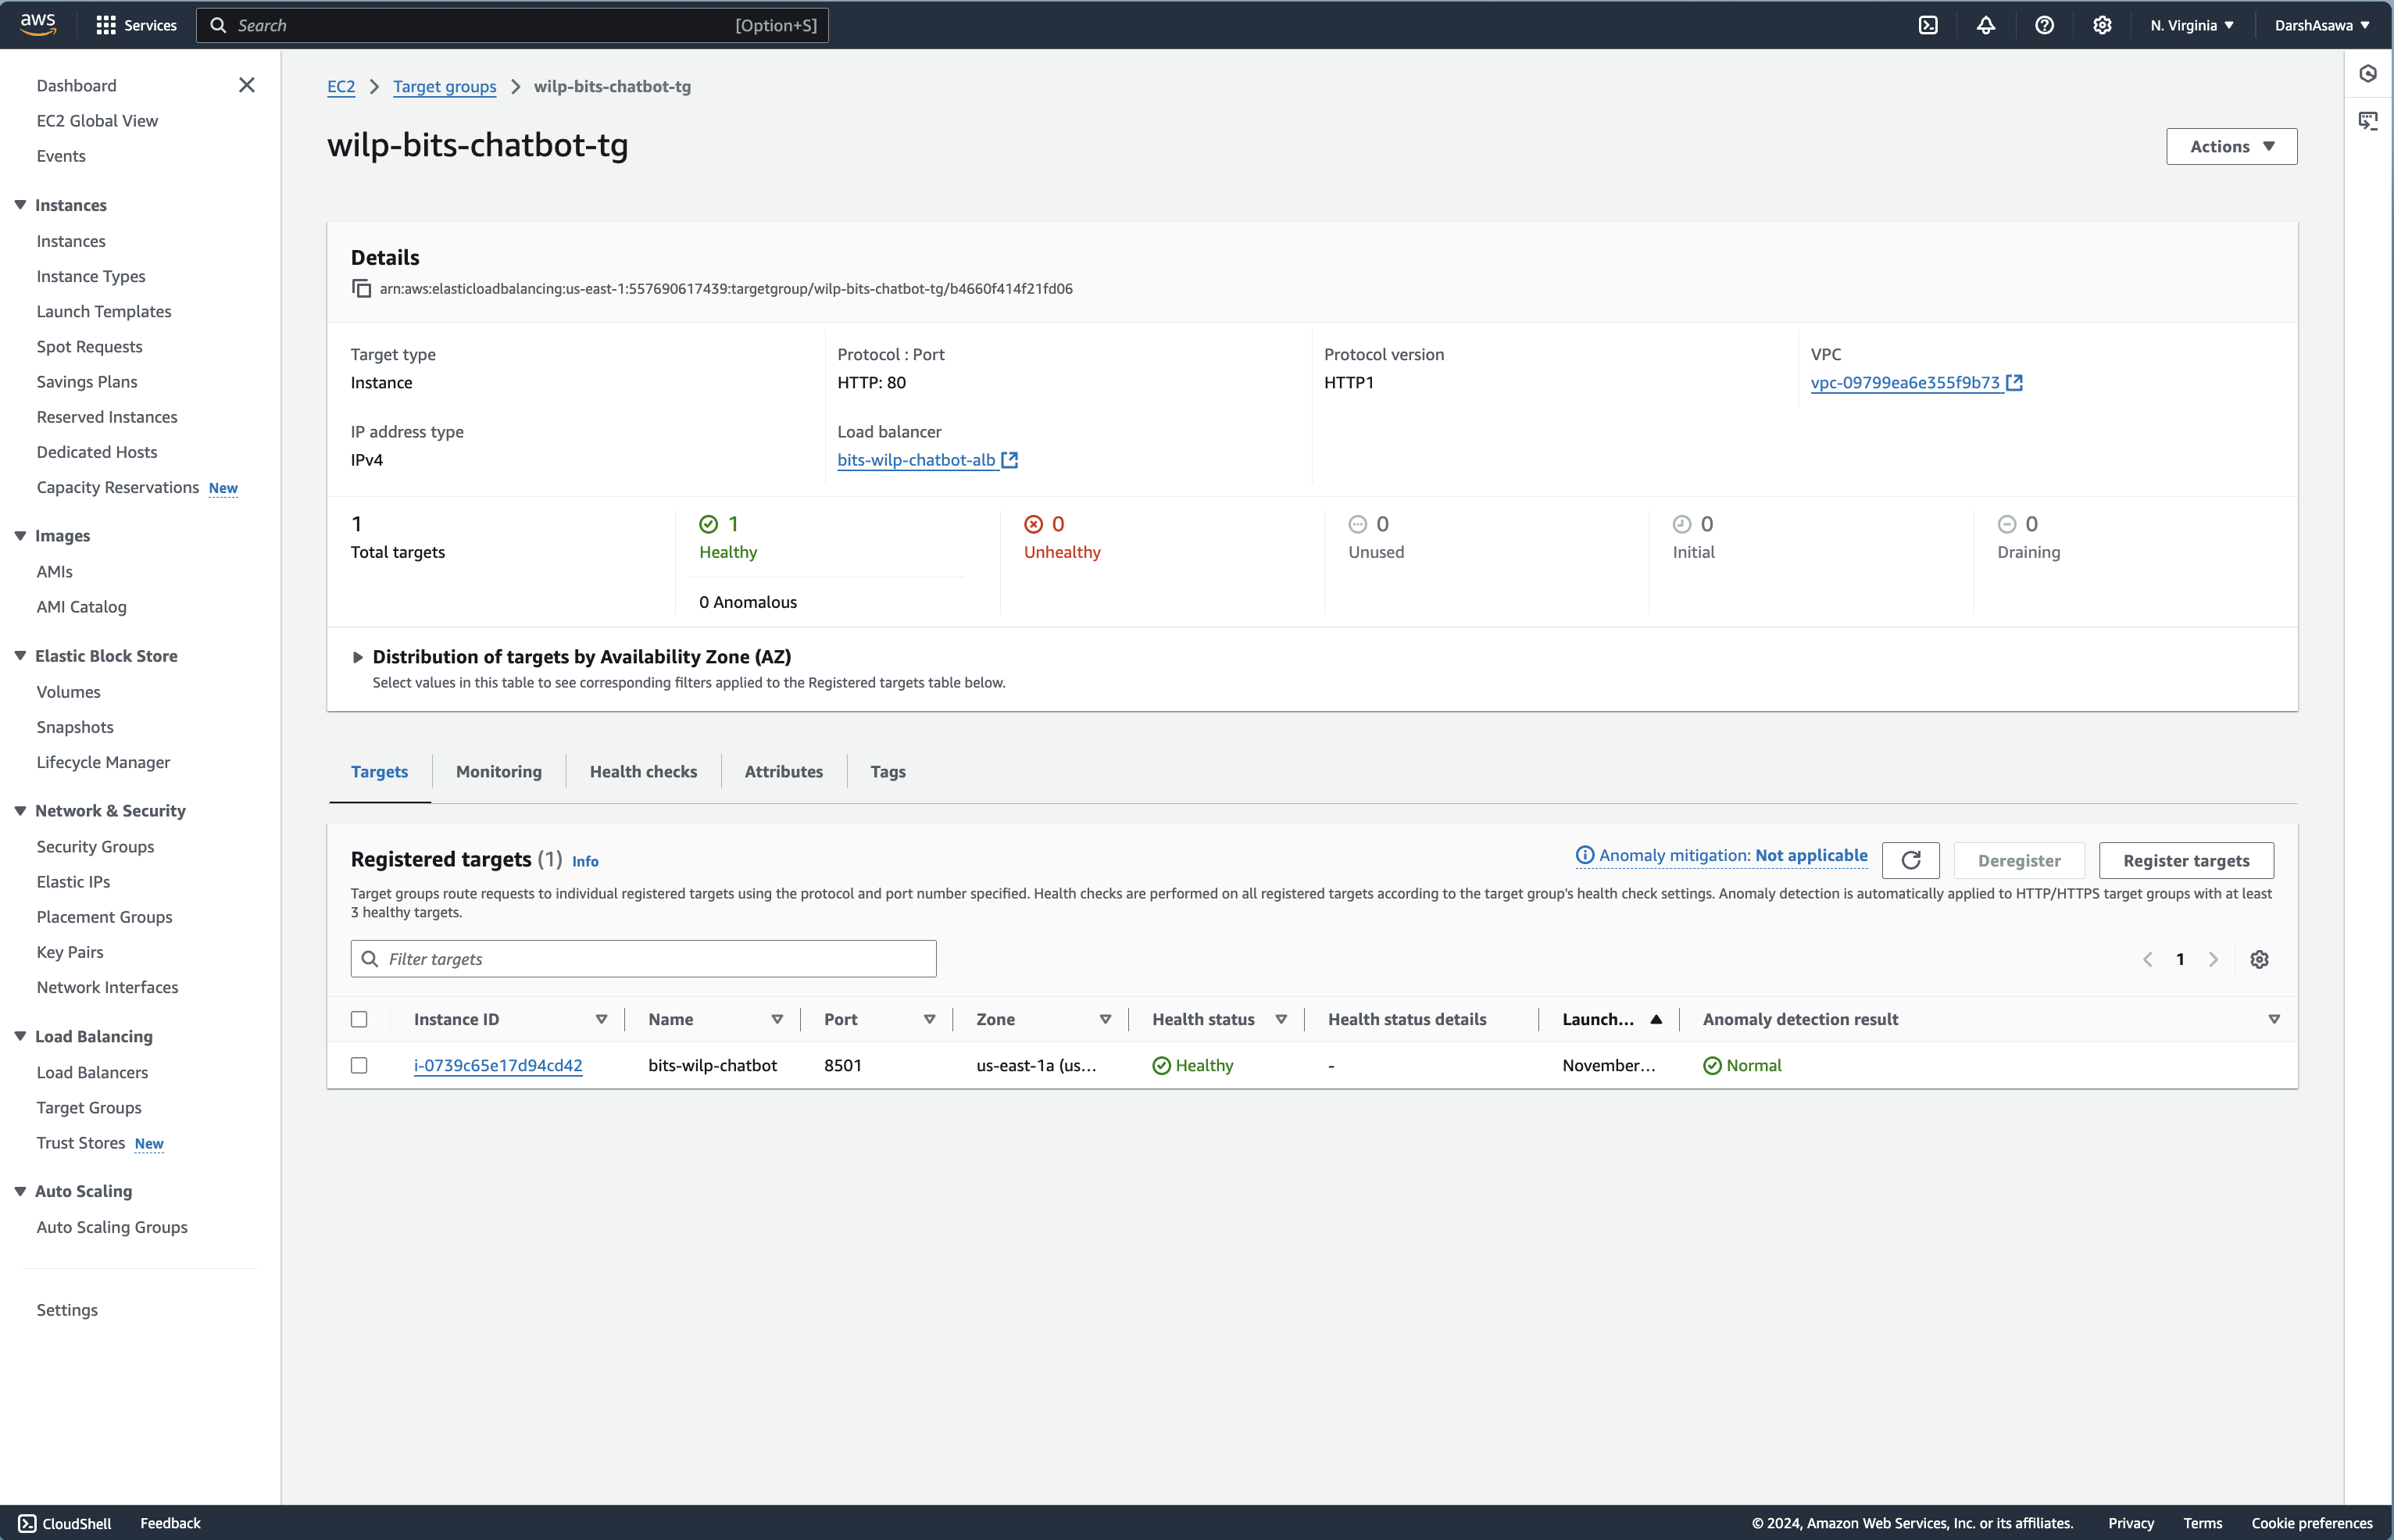 aws
Services
Search
[Option+S]
N. Virginia
DarshAsawa
Dashboard
EC2 Global View
Events
Instances
Instances
Instance Types
Launch Templates
Spot Requests
Savings Plans
Reserved Instances
Dedicated Hosts
Capacity Reservations New
Images
AMIs
AMI Catalog
Elastic Block Store
Volumes
Snapshots
Lifecycle Manager
Network & Security
Security Groups
Elastic IPs
Placement Groups
Key Pairs
Network Interfaces
Load Balancing
Load Balancers
Target Groups
Trust Stores New
Auto Scaling
Auto Scaling Groups
Settings
EC2 > Target groups > wilp-bits-chatbot-tg
wilp-bits-chatbot-tg
Actions
Details
arn:aws:elasticloadbalancing:us-east-1:557690617439:targetgroup/wilp-bits-chatbot-tg/b4660f414f21fd06
Target type
Instance
Protocol : Port
HTTP: 80
Protocol version
HTTP1
VPC
vpc-09799ea6e355f9b73
IP address type
IPv4
Load balancer
bits-wilp-chatbot-alb
1
Total targets
1
Healthy
0 Anomalous
0
Unhealthy
0
Unused
0
Initial
0
Draining
Distribution of targets by Availability Zone (AZ)
Select values in this table to see corresponding filters applied to the Registered targets table below.
Targets
Monitoring
Health checks
Attributes
Tags
Registered targets (1) Info
Anomaly mitigation: Not applicable
Deregister
Register targets
Target groups route requests to individual registered targets using the protocol and port number specified. Health checks are performed on all registered targets according to the target group's health check settings. Anomaly detection is automatically applied to HTTP/HTTPS target groups with at least
3 healthy targets.
Filter targets
1
Instance ID Name Port Zone Health status Health status details Launch... Anomaly detection result
i-0739c65e17d94cd42 bits-wilp-chatbot 8501 us-east-1a (us... Healthy - November... Normal
CloudShell
Feedback
© 2024, Amazon Web Services, Inc. or its affiliates.
Privacy
Terms
Cookie preferences